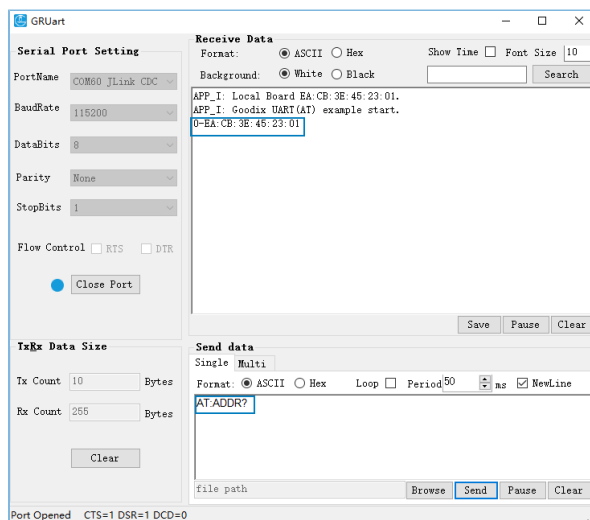 GRUart
Serial Port Setting
PortName COM60 JLink CDC
BaudRate 115200
DataBits 8
Parity None
StopBits 1
Flow Control RTS DTR
Close Port
TxRx Data Size
Tx Count 10 Bytes
Rx Count 255 Bytes
Clear
Receive Data
Format: ASCII Hex Show Time Font Size 10
Background: White Black Search
APP_I: Local Board EA:CB:3E:45:23:01.
APP_I: Goodix UART(AT) example start.
0-EA:CB:3E:45:23:01
Save Pause Clear
Send data
Single Multi
Format: ASCII Hex Loop Period 50 ms NewLine
AT:ADDR?
file path Browse Send Pause Clear
Port Opened CTS=1 DSR=1 DCD=0